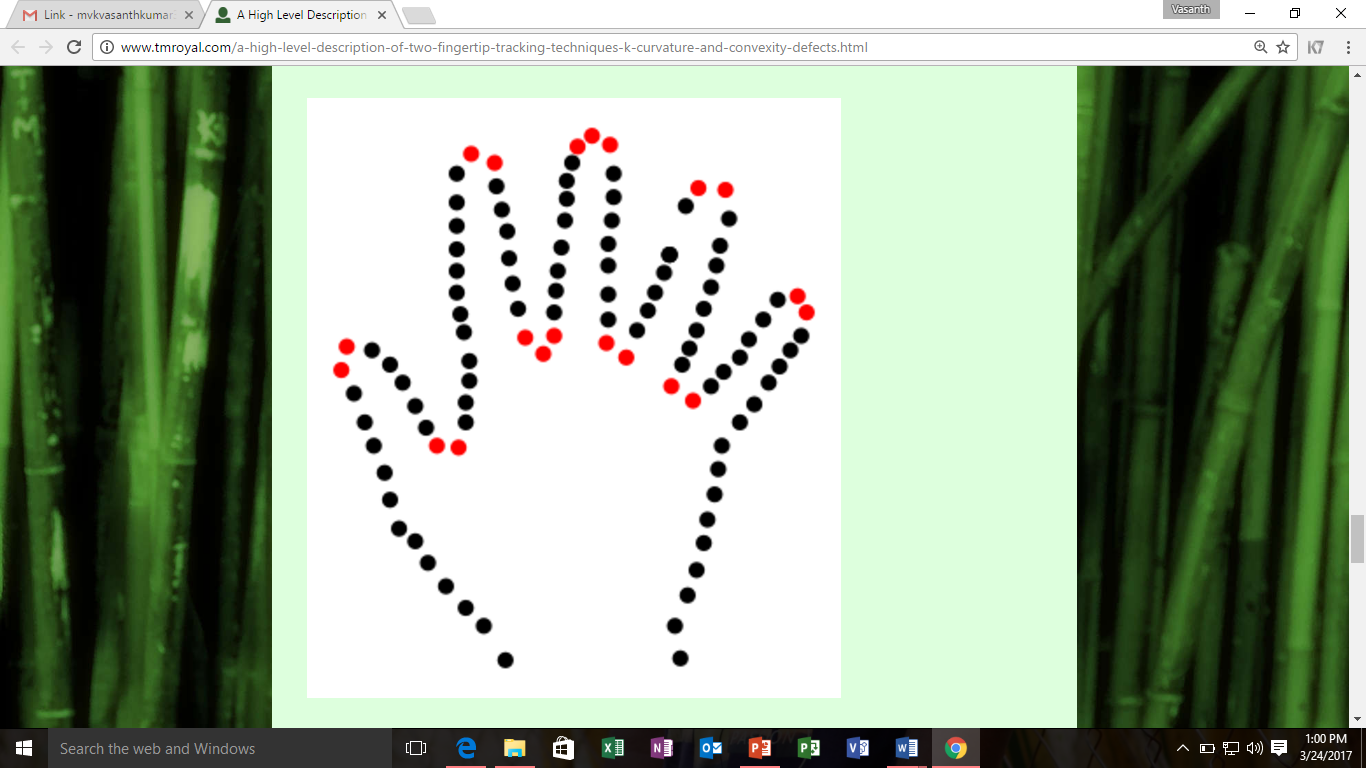 Link - mvkvasanthkumar
A High Level Description
Vasanth
www.tmroyal.com/a-high-level-description-of-two-fingertip-tracking-techniques-k-curvature-and-convexity-defects.html
K7
Search the web and Windows
1:00 PM
3/24/2017